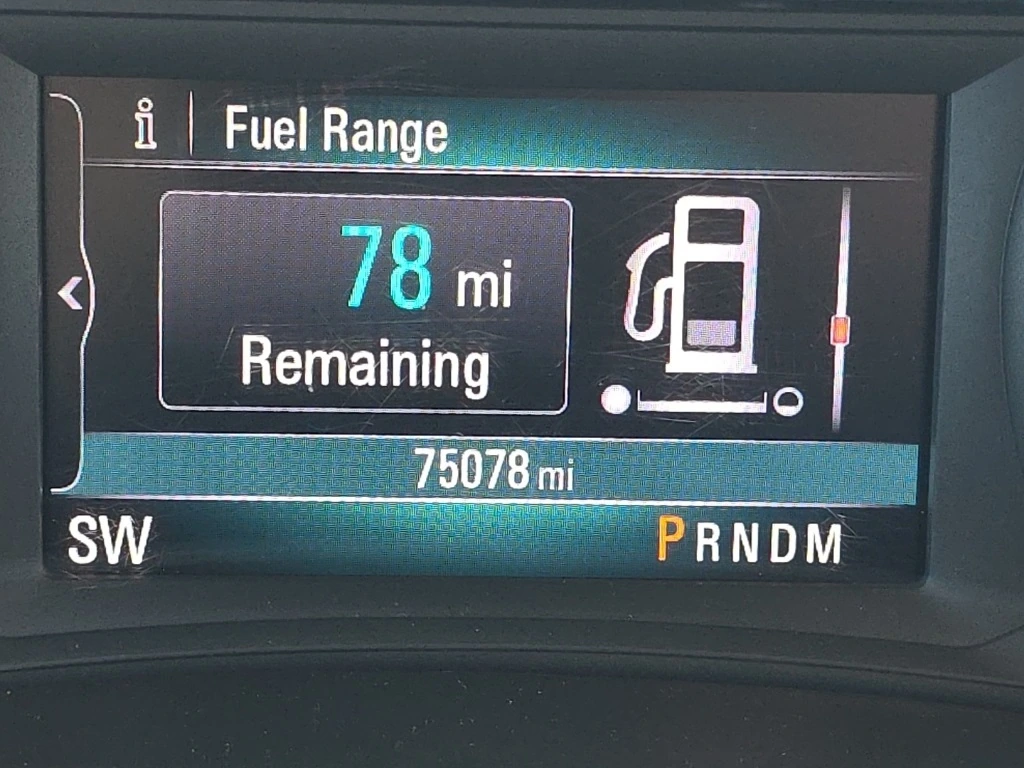 i Fuel Range
78 mi
Remaining
75078 mi
SW PRNDM